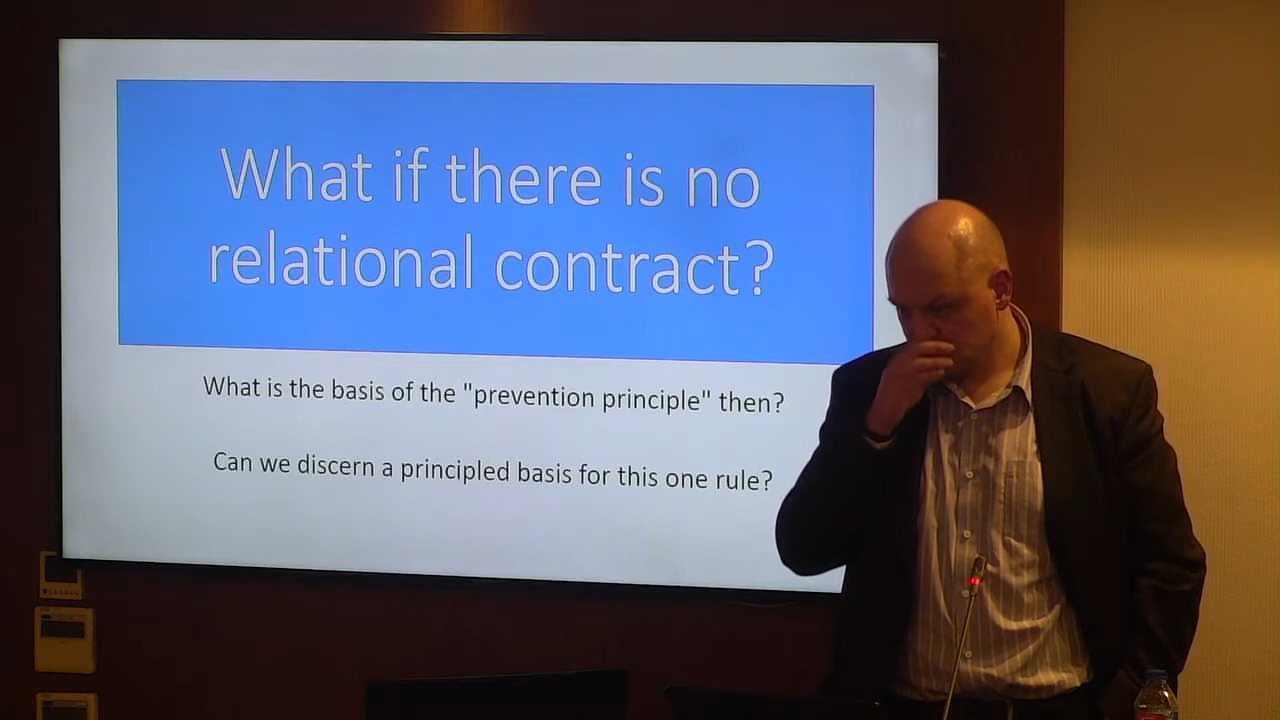 What if there is no
relational contract?
What is the basis of the "prevention principle" then?
Can we discern a principled basis for this one rule?